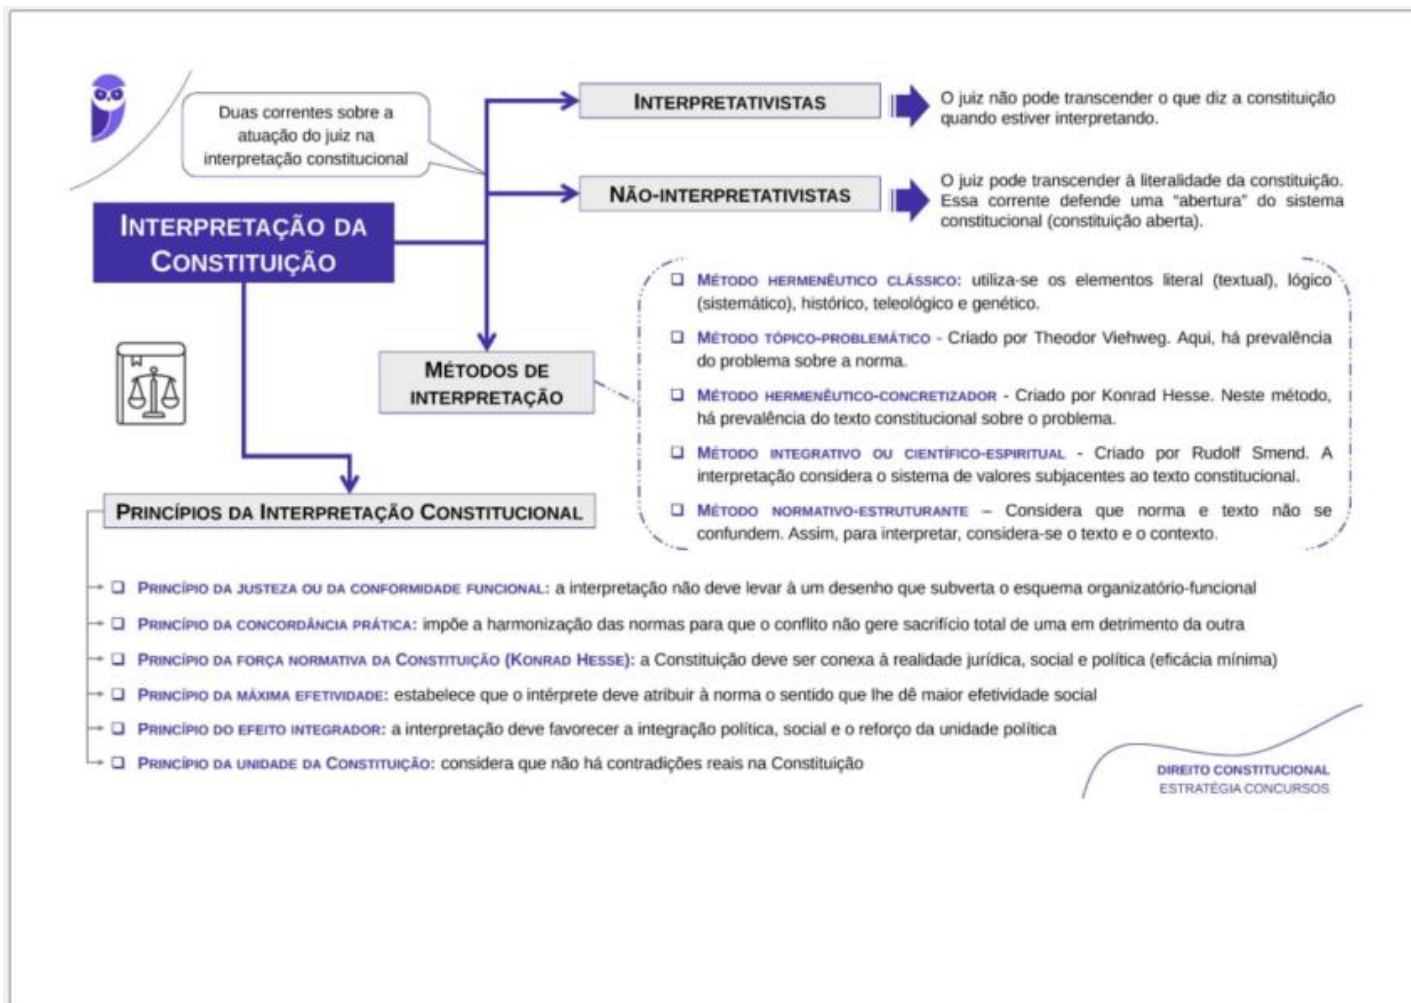 Duas correntes sobre a
atuação do juiz na
interpretação constitucional
INTERPRETAÇÃO DA
CONSTITUIÇÃO
INTERPRETATIVISTAS
O juiz não pode transcender o que diz a constituição
quando estiver interpretando.
NÃO-INTERPRETATIVISTAS
O juiz pode transcender à literalidade da constituição.
Essa corrente defende uma “abertura” do sistema
constitucional (constituição aberta).
MÉTODOS DE
INTERPRETAÇÃO
❑ MÉTODO HERMENÊUTICO CLÁSSICO: utiliza-se os elementos literal (textual), lógico
(sistemático), histórico, teleológico e genético.
❑ MÉTODO TÓPICO-PROBLEMÁTICO - Criado por Theodor Viehweg. Aqui, há prevalência
do problema sobre a norma.
❑ MÉTODO HERMENÊUTICO-CONCRETIZADOR - Criado por Konrad Hesse. Neste método,
há prevalência do texto constitucional sobre o problema.
❑ MÉTODO INTEGRATIVO OU CIENTÍFICO-ESPIRITUAL - Criado por Rudolf Smend. A
interpretação considera o sistema de valores subjacentes ao texto constitucional.
❑ MÉTODO NORMATIVO-ESTRUTURANTE – Considera que norma e texto não se
confundem. Assim, para interpretar, considera-se o texto e o contexto.
PRINCÍPIOS DA INTERPRETAÇÃO CONSTITUCIONAL
❑ PRINCÍPIO DA JUSTEZA OU DA CONFORMIDADE FUNCIONAL: a interpretação não deve levar à um desenho que subverta o esquema organizatório-funcional
❑ PRINCÍPIO DA CONCORDÂNCIA PRÁTICA: impõe a harmonização das normas para que o conflito não gere sacrifício total de uma em detrimento da outra
❑ PRINCÍPIO DA FORÇA NORMATIVA DA CONSTITUIÇÃO (KONRAD HESSE): a Constituição deve ser conexa à realidade jurídica, social e política (eficácia mínima)
❑ PRINCÍPIO DA MÁXIMA EFETIVIDADE: estabelece que o intérprete deve atribuir à norma o sentido que lhe dê maior efetividade social
❑ PRINCÍPIO DO EFEITO INTEGRADOR: a interpretação deve favorecer a integração política, social e o reforço da unidade política
❑ PRINCÍPIO DA UNIDADE DA CONSTITUIÇÃO: considera que não há contradições reais na Constituição
DIREITO CONSTITUCIONAL
ESTRATÉGIA CONCURSOS